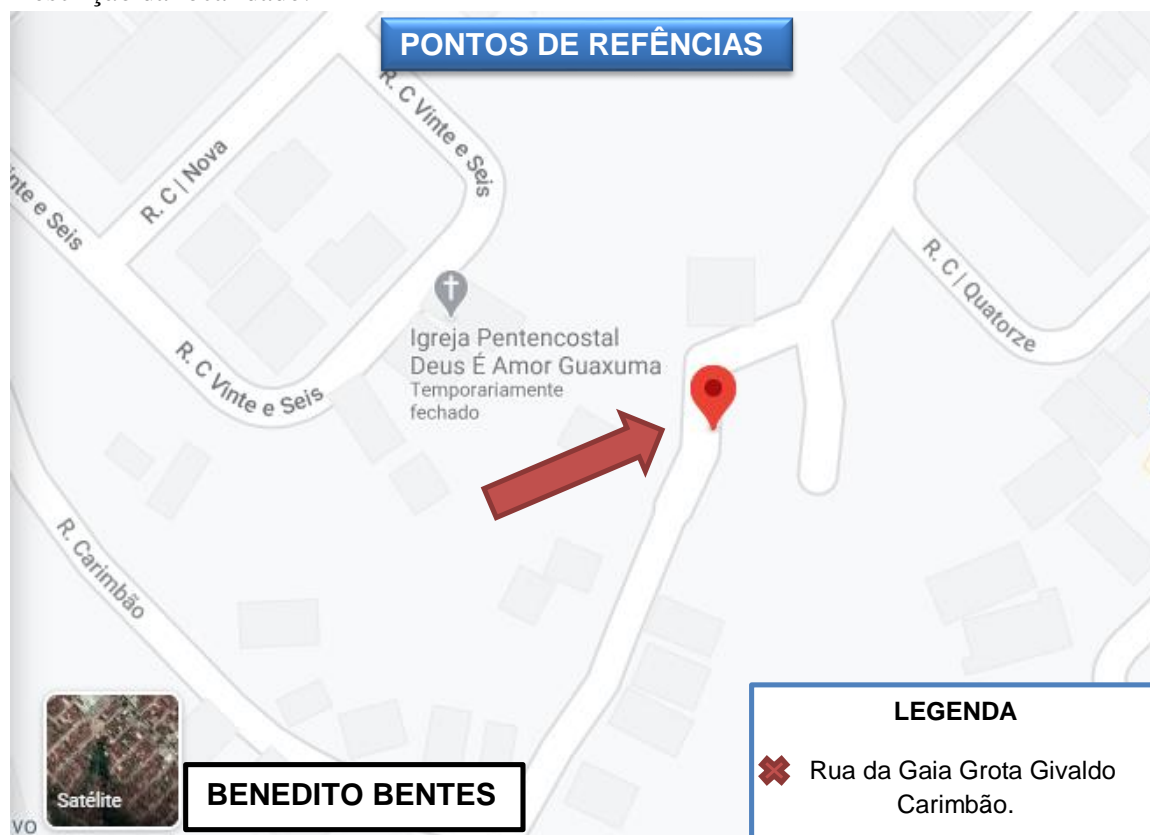 PONTOS DE REFÊNCIAS
R. C Vinte e Seis
R. C | Nova
Seis
R. C | Quatorze
Igreja Pentencostal
Deus É Amor Guaxuma
Temporariamente
fechado
R. C Vinte e Seis
R. Carimbão
LEGENDA
Rua da Gaia Grota Givaldo
Carimbão.
Satélite
BENEDITO BENTES
vo